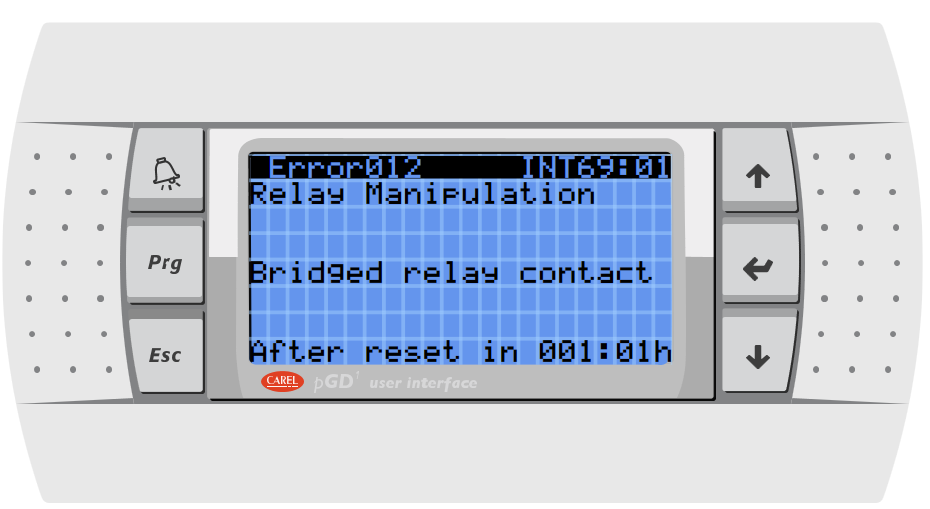 Error012 INT69:01
Relay Manipulation
Bridged relay contact
After reset in 001:01h
Prg
Esc
CAREL pGD¹ user interface